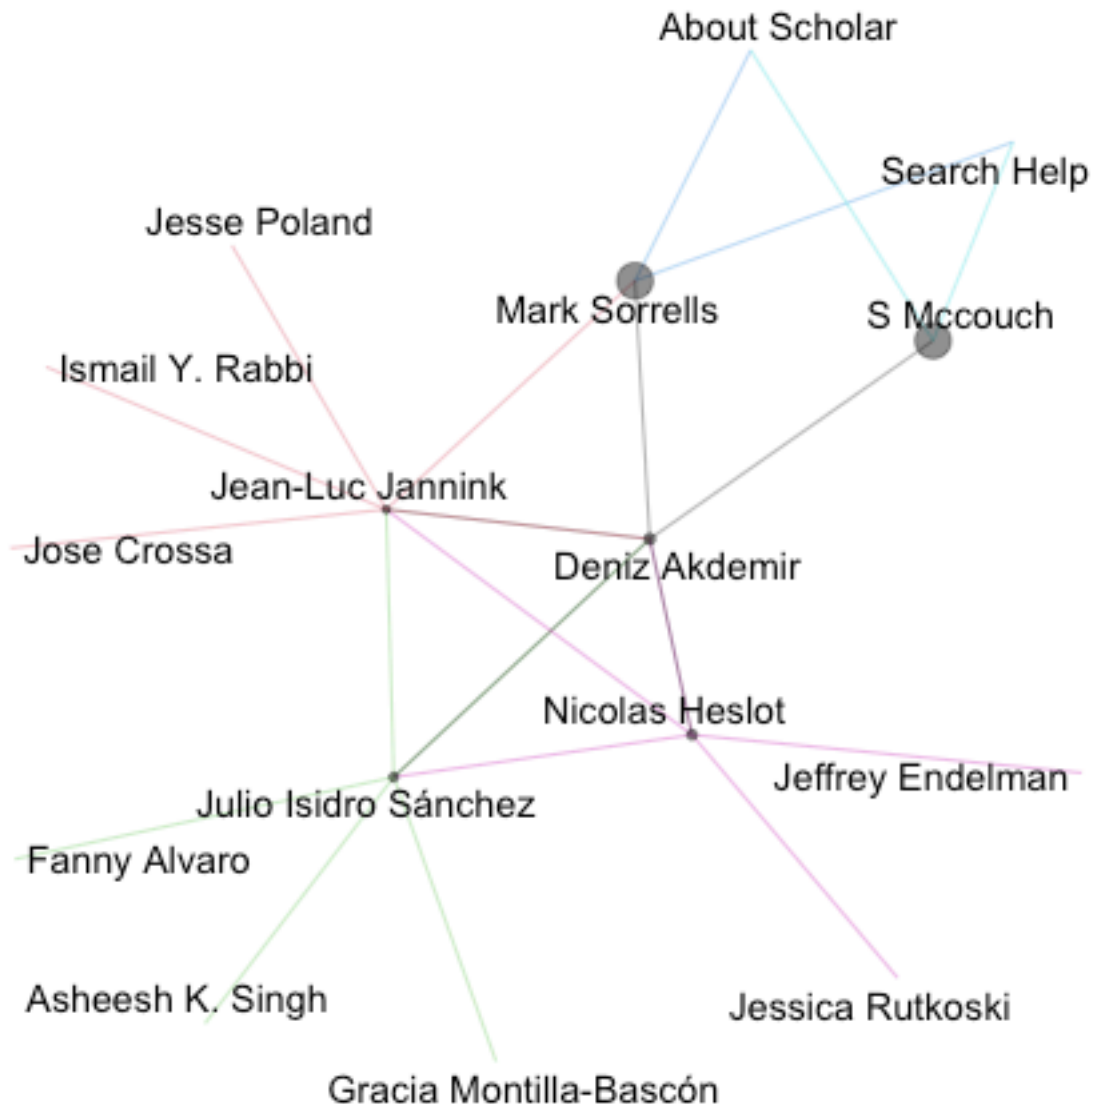 About Scholar
Search Help
Jesse Poland
Mark Sorrells
S Mccouch
Ismail Y. Rabbi
Jean-Luc Jannink
Jose Crossa
Deniz Akdemir
Nicolas Heslot
Jeffrey Endelman
Julio Isidro Sánchez
Fanny Alvaro
Asheesh K. Singh
Jessica Rutkoski
Gracia Montilla-Bascón